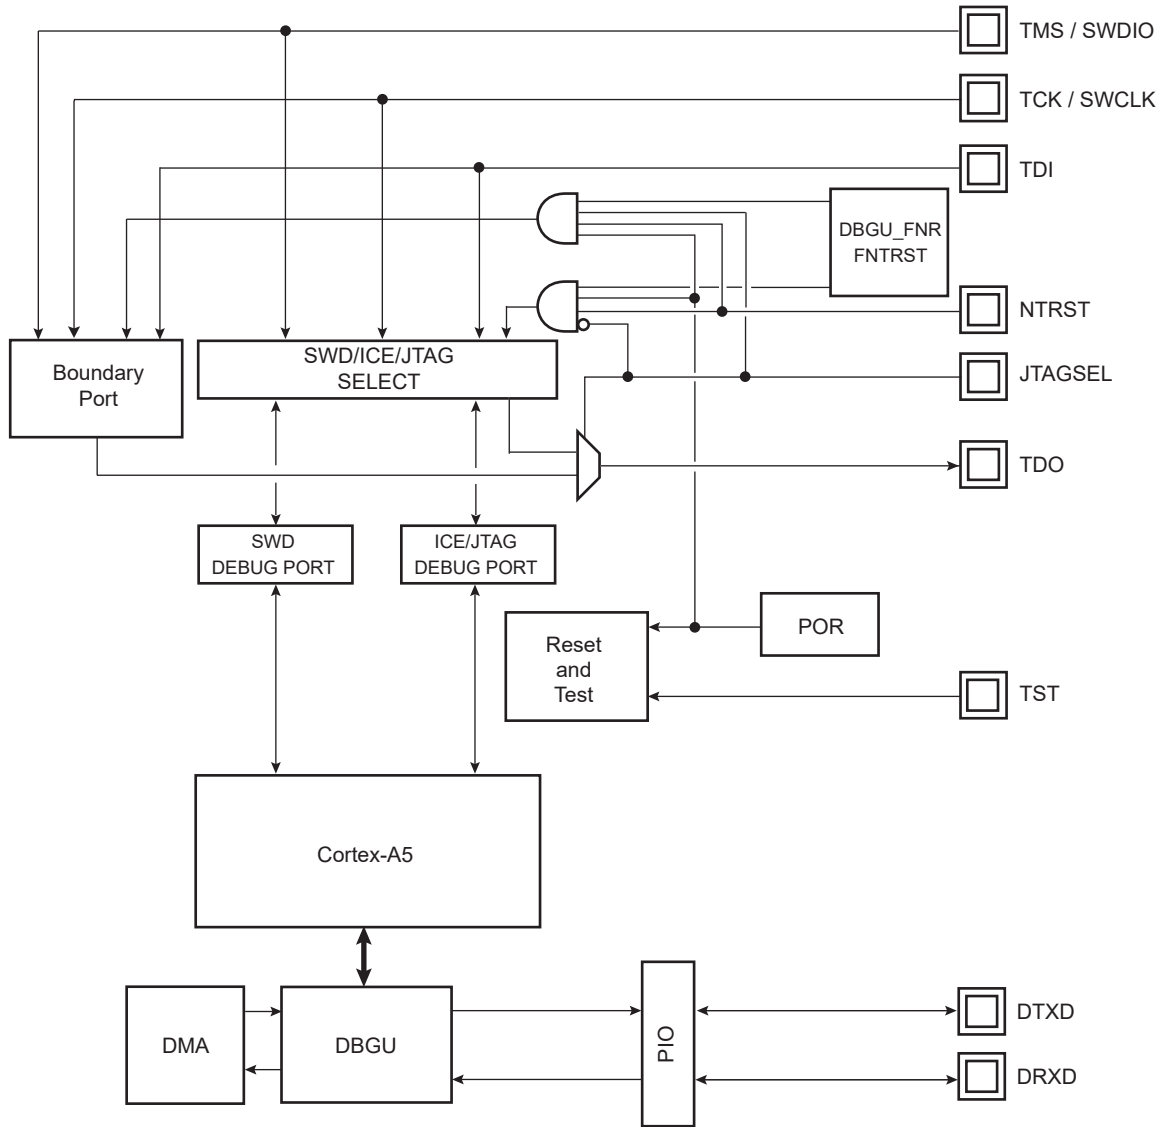 TMS / SWDIO
TCK / SWCLK
TDI
DBGU_FNR
FNTRST
NTRST
SWD/ICE/JTAG
SELECT
Boundary
Port
JTAGSEL
TDO
SWD
DEBUG PORT
ICE/JTAG
DEBUG PORT
Reset
and
Test
POR
TST
Cortex-A5
DMA
DBGU
PIO
DTXD
DRXD